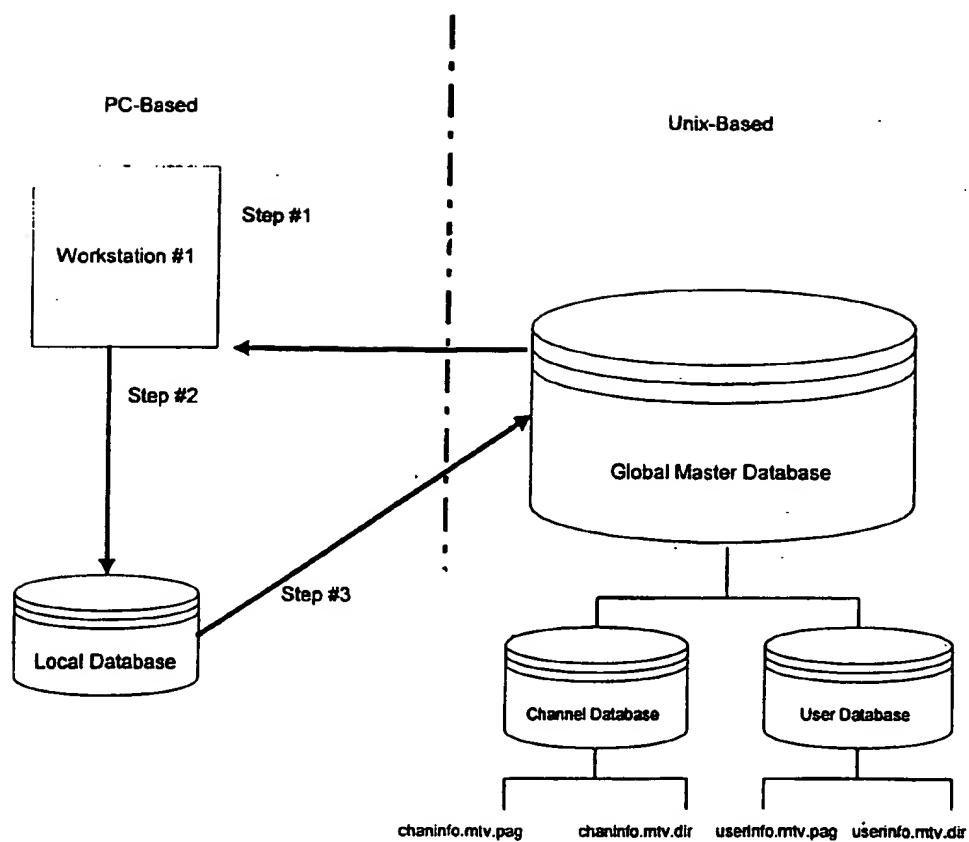 PC-Based
Unix-Based
Step #1
Workstation #1
Step #2
Global Master Database
Step #3
Local Database
Channel Database
User Database
chaninfo.mtv.pag
chaninfo.mtv.dir
userinfo.mtv.pag
userinfo.mtv.dir